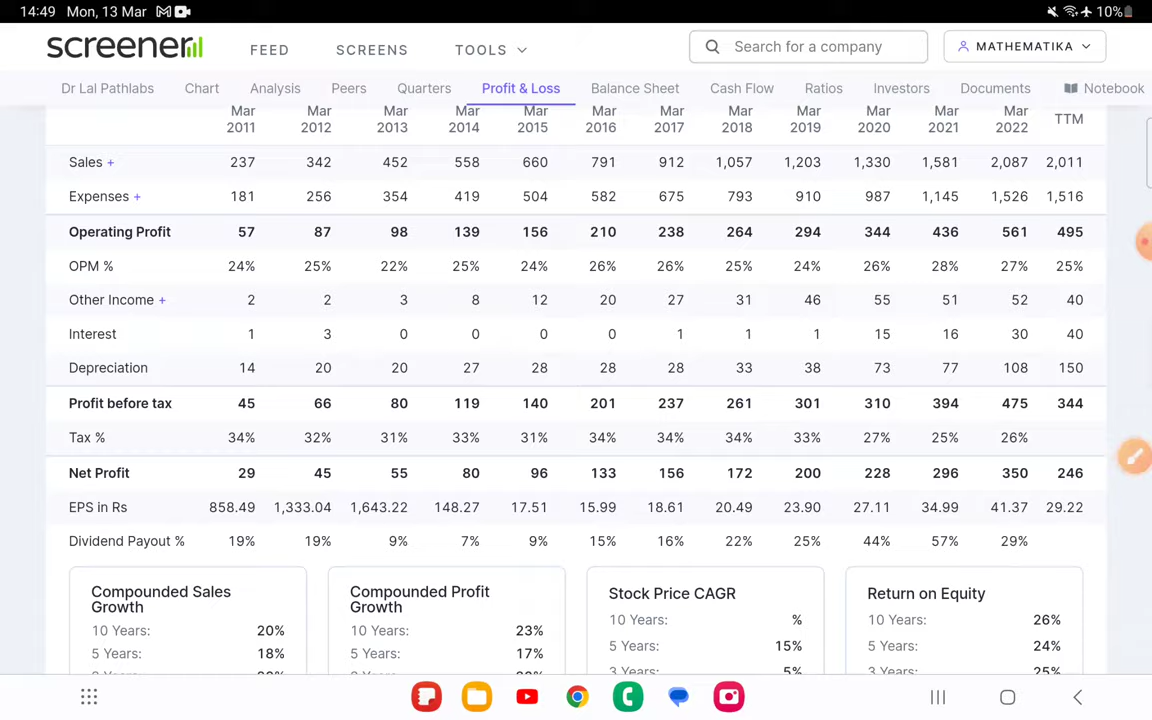 14:49 Mon, 13 Mar 10%
screener FEED SCREENS TOOLS Search for a company MATHEMATIKA
Dr Lal Pathlabs Chart Analysis Peers Quarters Profit & Loss Balance Sheet Cash Flow Ratios Investors Documents Notebook
Mar 2011 Mar 2012 Mar 2013 Mar 2014 Mar 2015 Mar 2016 Mar 2017 Mar 2018 Mar 2019 Mar 2020 Mar 2021 Mar 2022 TTM
Sales + 237 342 452 558 660 791 912 1,057 1,203 1,330 1,581 2,087 2,011
Expenses + 181 256 354 419 504 582 675 793 910 987 1,145 1,526 1,516
Operating Profit 57 87 98 139 156 210 238 264 294 344 436 561 495
OPM % 24% 25% 22% 25% 24% 26% 26% 25% 24% 26% 28% 27% 25%
Other Income + 2 2 3 8 12 20 27 31 46 55 51 52 40
Interest 1 3 0 0 0 0 1 1 1 15 16 30 40
Depreciation 14 20 20 27 28 28 28 33 38 73 77 108 150
Profit before tax 45 66 80 119 140 201 237 261 301 310 394 475 344
Tax % 34% 32% 31% 33% 31% 34% 34% 34% 33% 27% 25% 26%
Net Profit 29 45 55 80 96 133 156 172 200 228 296 350 246
EPS in Rs 858.49 1,333.04 1,643.22 148.27 17.51 15.99 18.61 20.49 23.90 27.11 34.99 41.37 29.22
Dividend Payout % 19% 19% 9% 7% 9% 15% 16% 22% 25% 44% 57% 29%
Compounded Sales Growth
10 Years: 20%
5 Years: 18%
Compounded Profit Growth
10 Years: 23%
5 Years: 17%
Stock Price CAGR
10 Years: %
5 Years: 15%
3 Years: 5%
Return on Equity
10 Years: 26%
5 Years: 24%
3 Years: 25%